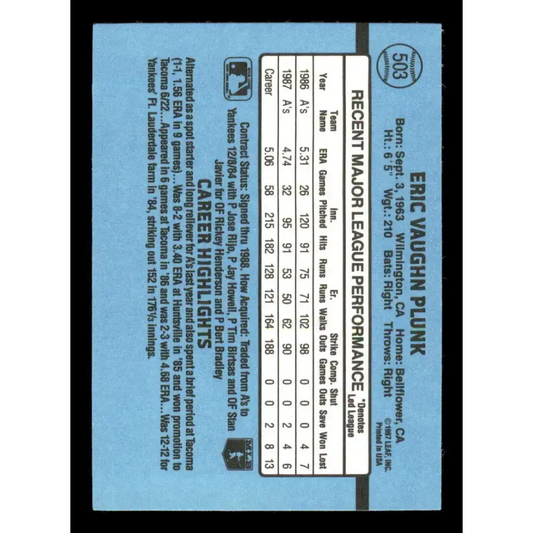 503
ERIC VAUGHN PLUNK
Born: Sept. 3, 1963 Wilmington, CA Home: Bellflower, CA
Ht.: 6'5" Wgt.: 210 Bats: Right Throws: Right
©1987 LEAF, INC.
Printed in USA
RECENT MAJOR LEAGUE PERFORMANCE
*Denotes
Led League
Team Inn. Er. Strike Comp. Shut
Year Name ERA Games Pitched Hits Runs Runs Walks Outs Games Outs Save Won Lost
1986 A's 5.31 26 120 91 75 71 102 98 0 0 0 4 7
1987 A's 4.74 32 95 91 53 50 62 90 0 0 2 4 6
Career 5.06 58 215 182 128 121 164 188 0 0 2 8 13
Contract Status: Signed thru 1988. How Acquired: Traded from A's to
Yankees 12/8/84 with P Jose Rijo, P Jay Howell, P Tim Birtsas and OF Stan
Javier for OF Rickey Henderson and P Bert Bradley
CAREER HIGHLIGHTS
Alternated as a spot starter and long reliever for A's last year and also spent a brief period at Tacoma
(1-1, 1.56 ERA in 9 games)... Was 8-2 with 3.40 ERA at Huntsville in '85 and won promotion to
Tacoma 6/22... Appeared in 6 games at Tacoma in '86 and was 2-3 with 4.68 ERA... Was 12-12 for
Yankees' Ft. Lauderdale farm in '84, striking out 152 in 176⅓ innings.